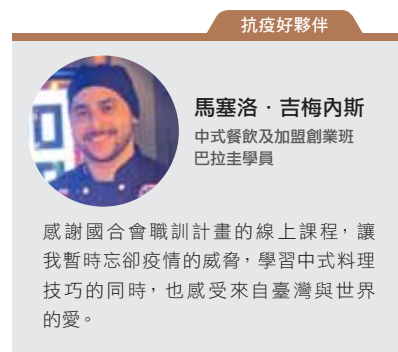 抗疫好夥伴
馬塞洛・吉梅內斯
中式餐飲及加盟創業班
巴拉圭學員
感謝國合會職訓計畫的線上課程，讓
我暫時忘卻疫情的威脅，學習中式料理
技巧的同時，也感受來自臺灣與世界
的愛。